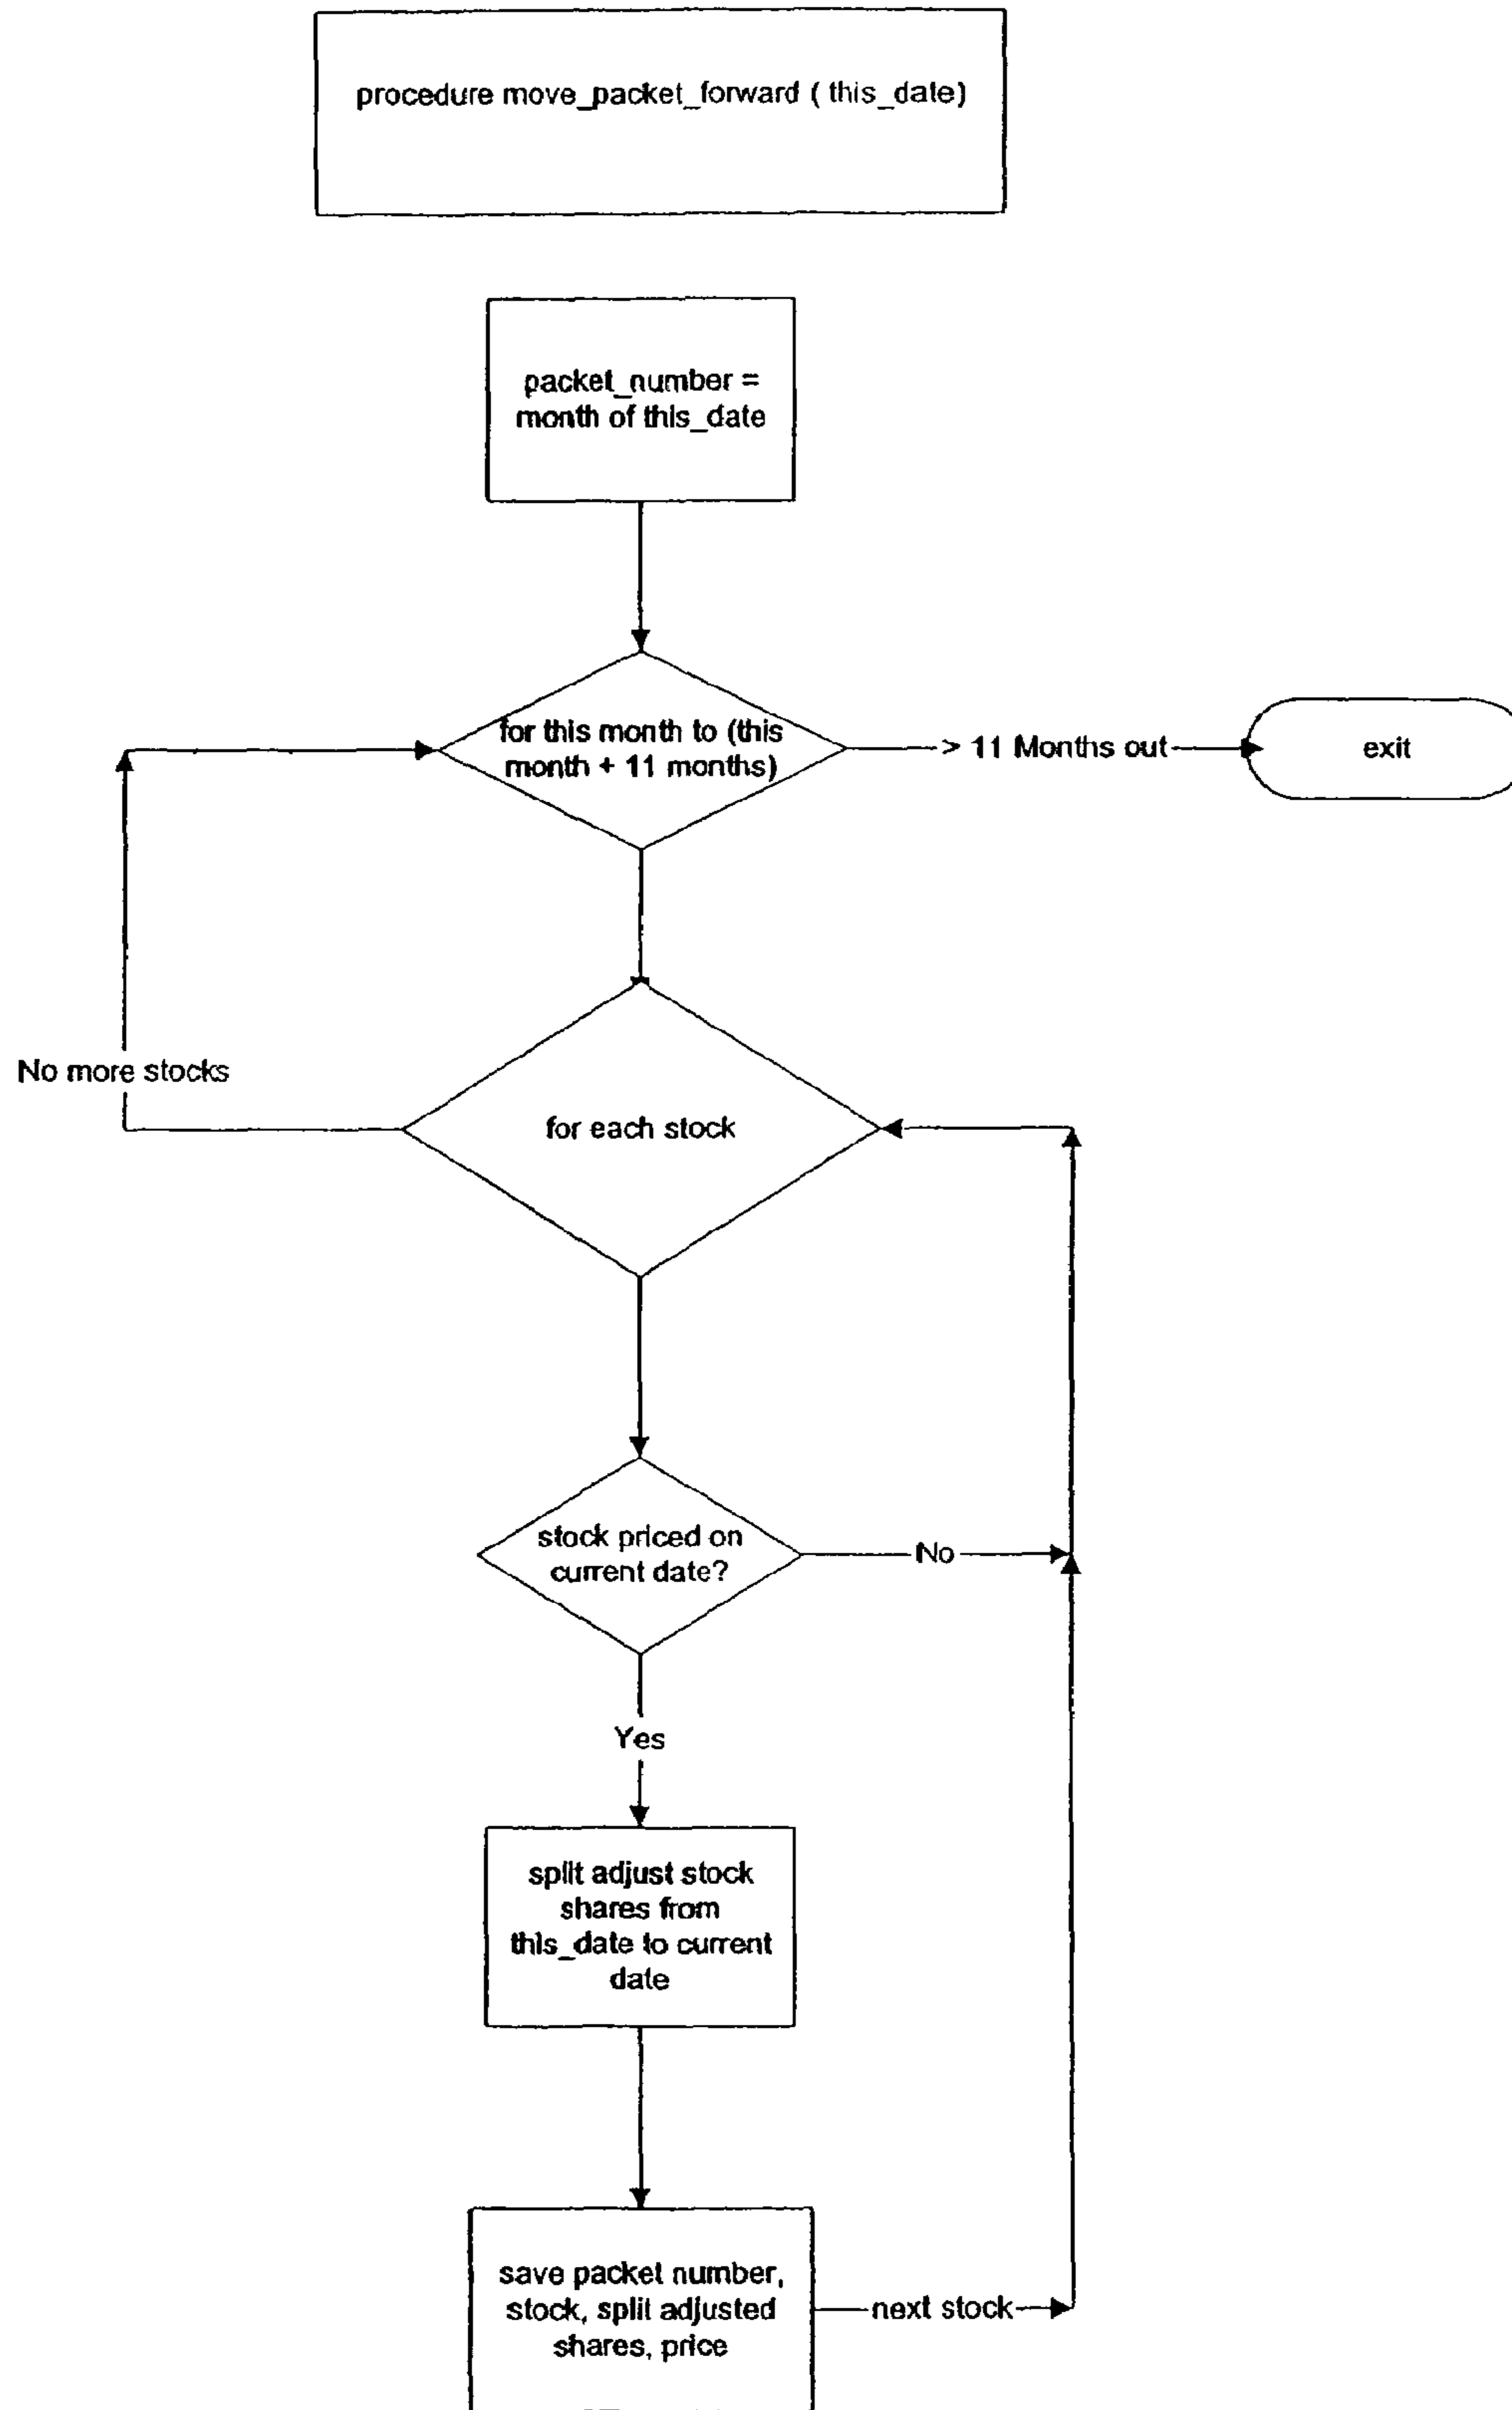 procedure move_packet_forward ( this_date)
packet_number =
month of this_date
for this month to (this
month + 11 months)
> 11 Months out
exit
No more stocks
for each stock
stock priced on
current date?
No
Yes
split adjust stock
shares from
this_date to current
date
save packet number,
stock, split adjusted
shares, price
next stock